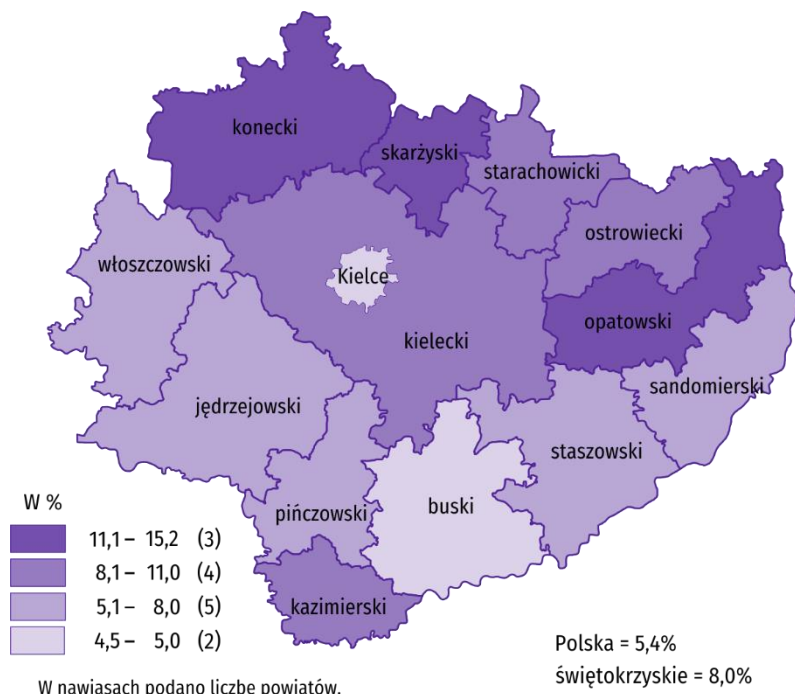 konecki
skarżyski
starachowicki
ostrowiecki
włoszczowski
Kielce
kielecki
opatowski
sandomierski
jędrzejowski
staszowski
pińczowski
buski
kazimierski
W %
11,1 – 15,2 (3)
8,1 – 11,0 (4)
5,1 – 8,0 (5)
4,5 – 5,0 (2)
Polska = 5,4%
świętokrzyskie = 8,0%
W nawiasach podano liczbę powiatów.